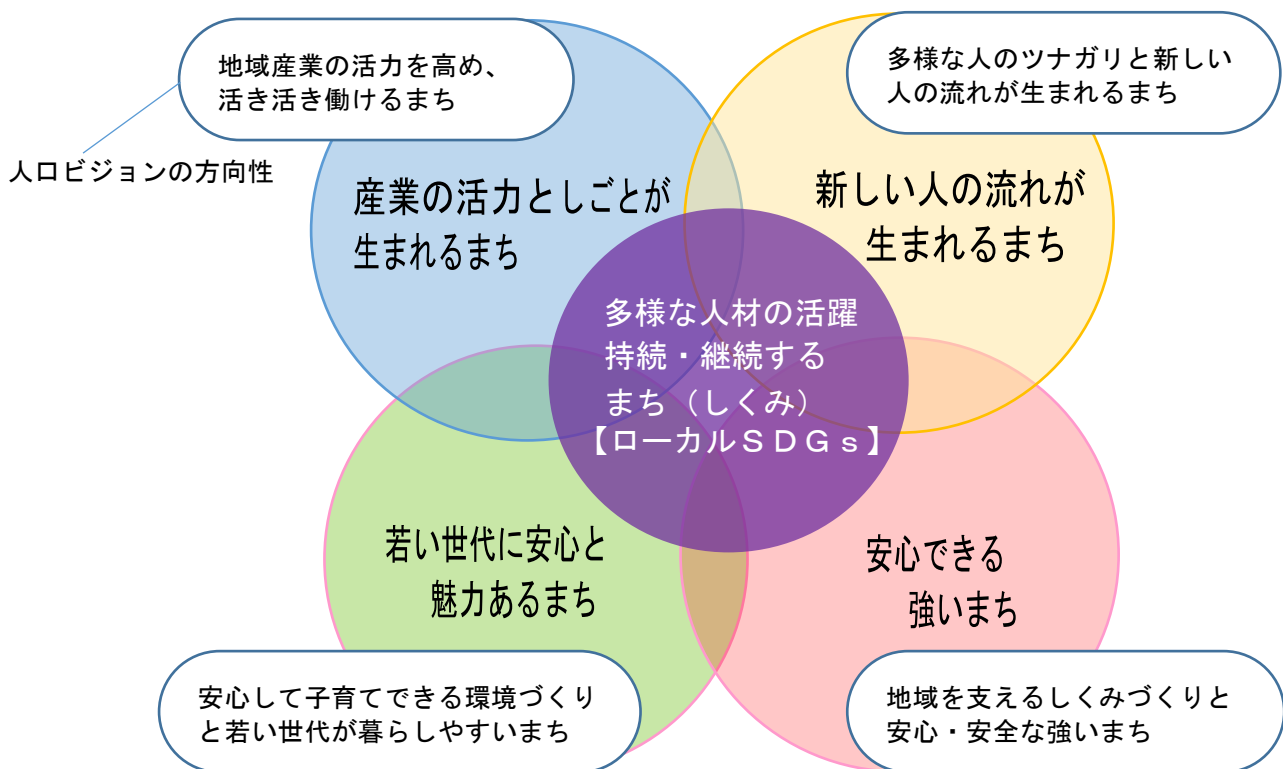 地域産業の活力を高め、
活き活き働けるまち
多様な人のツナガリと新しい
人の流れが生まれるまち
人口ビジョンの方向性
産業の活力としごとが
生まれるまち
新しい人の流れが
生まれるまち
多様な人材の活躍
持続・継続する
まち（しくみ）
【ローカルＳＤＧｓ】
若い世代に安心と
魅力あるまち
安心できる
強いまち
安心して子育てできる環境づくり
と若い世代が暮らしやすいまち
地域を支えるしくみづくりと
安心・安全な強いまち